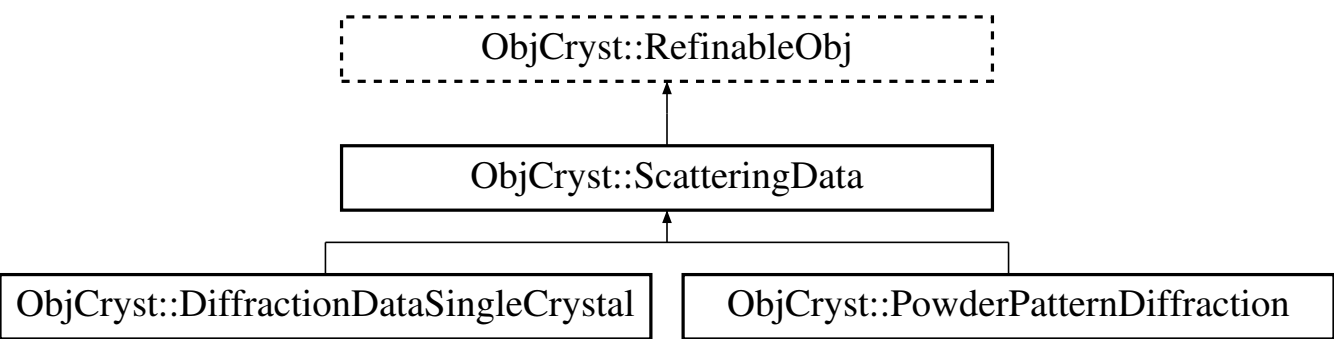 ObjCryst::RefinableObj
ObjCryst::ScatteringData
ObjCryst::DiffractionDataSingleCrystal
ObjCryst::PowderPatternDiffraction